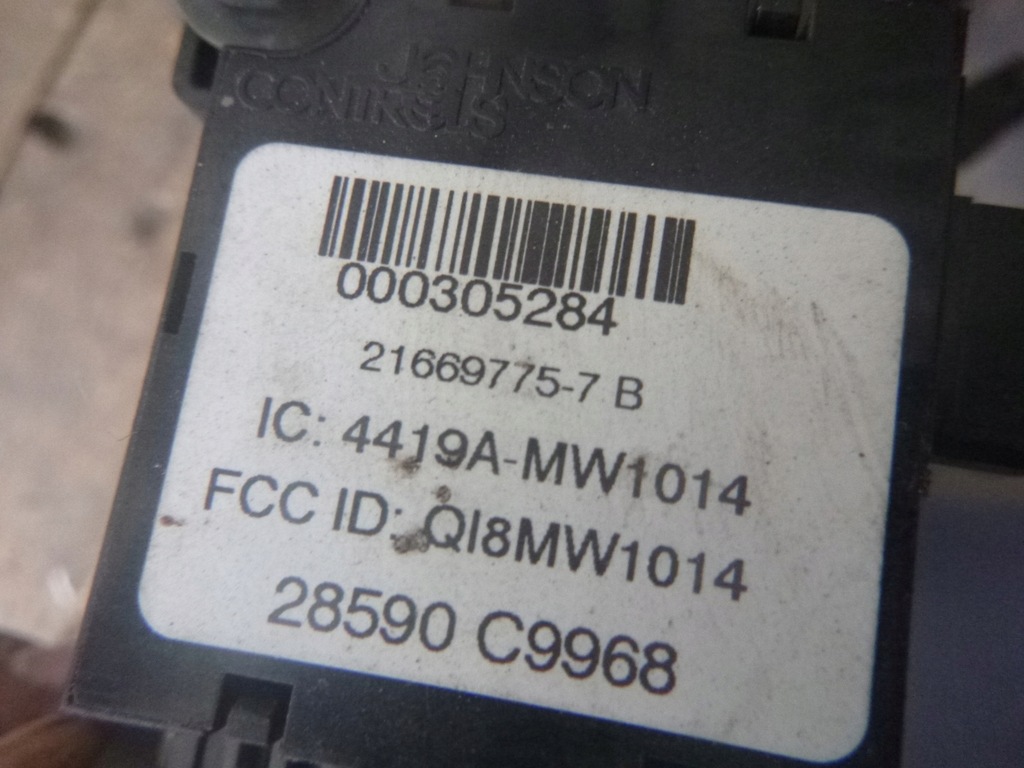 JOHNSON
CONTROLS
000305284
21669775-7 B
IC: 4419A-MW1014
FCC ID: QI8MW1014
28590 C9968